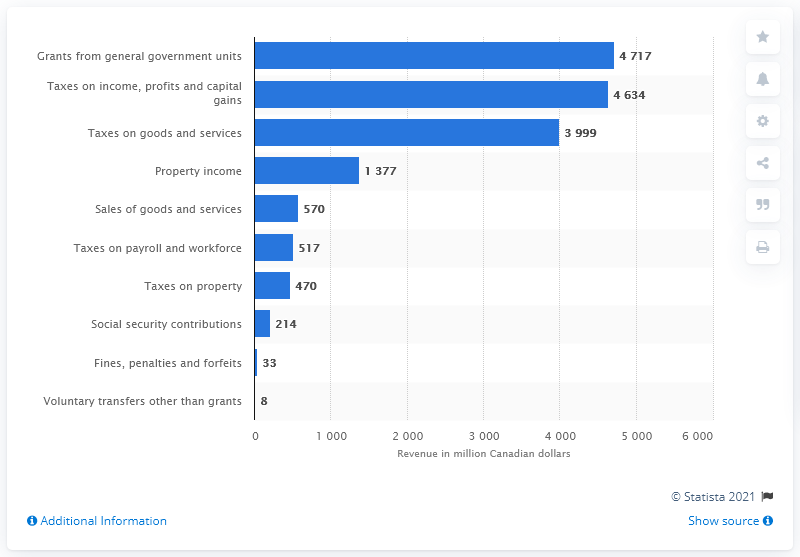 Grants from general government units 4 717
Taxes on income, profits and capital
gains 4 634
Taxes on goods and services 3 999
Property income 1 377
Sales of goods and services 570
Taxes on payroll and workforce 517
Taxes on property 470
Social security contributions 214
Fines, penalties and forfeits 33
Voluntary transfers other than grants 8
0 1 000 2 000 3 000 4 000 5 000 6 000
Revenue in million Canadian dollars
© Statista 2021
Additional Information Show source